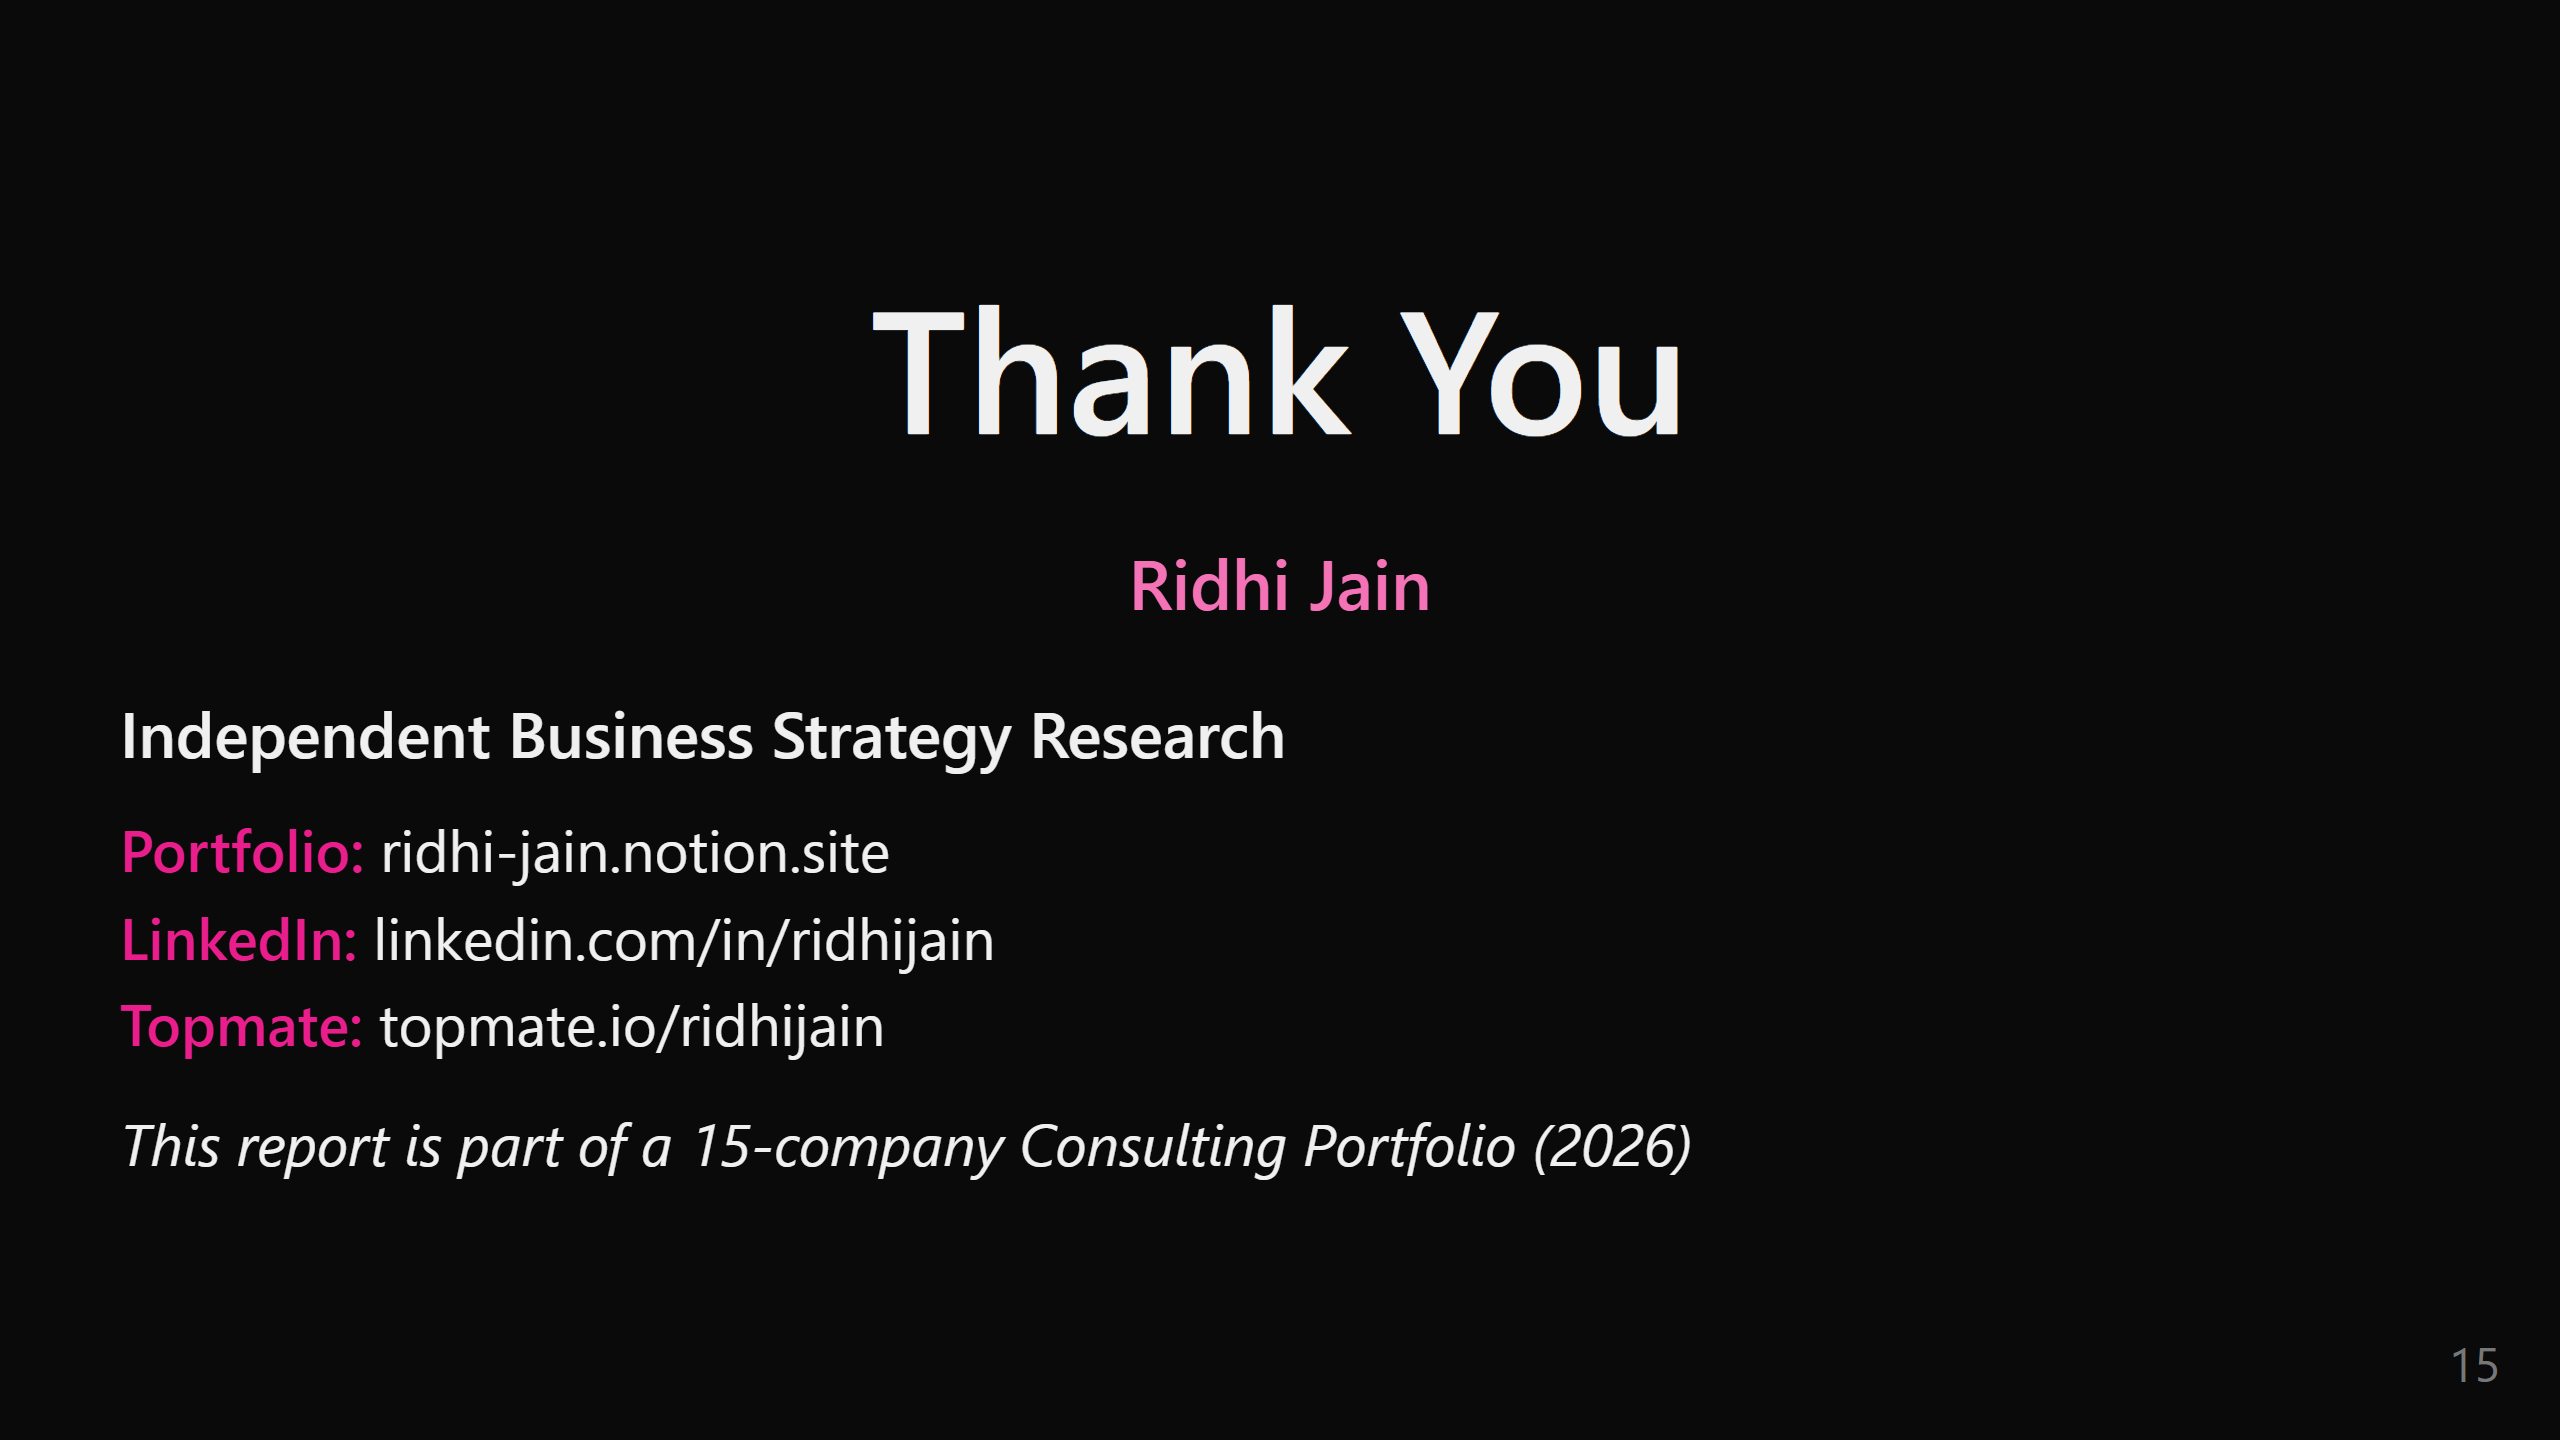 Thank You
Ridhi Jain
Independent Business Strategy Research
Portfolio: ridhi-jain.notion.site
LinkedIn: linkedin.com/in/ridhijain
Topmate: topmate.io/ridhijain
This report is part of a 15-company Consulting Portfolio (2026)
15